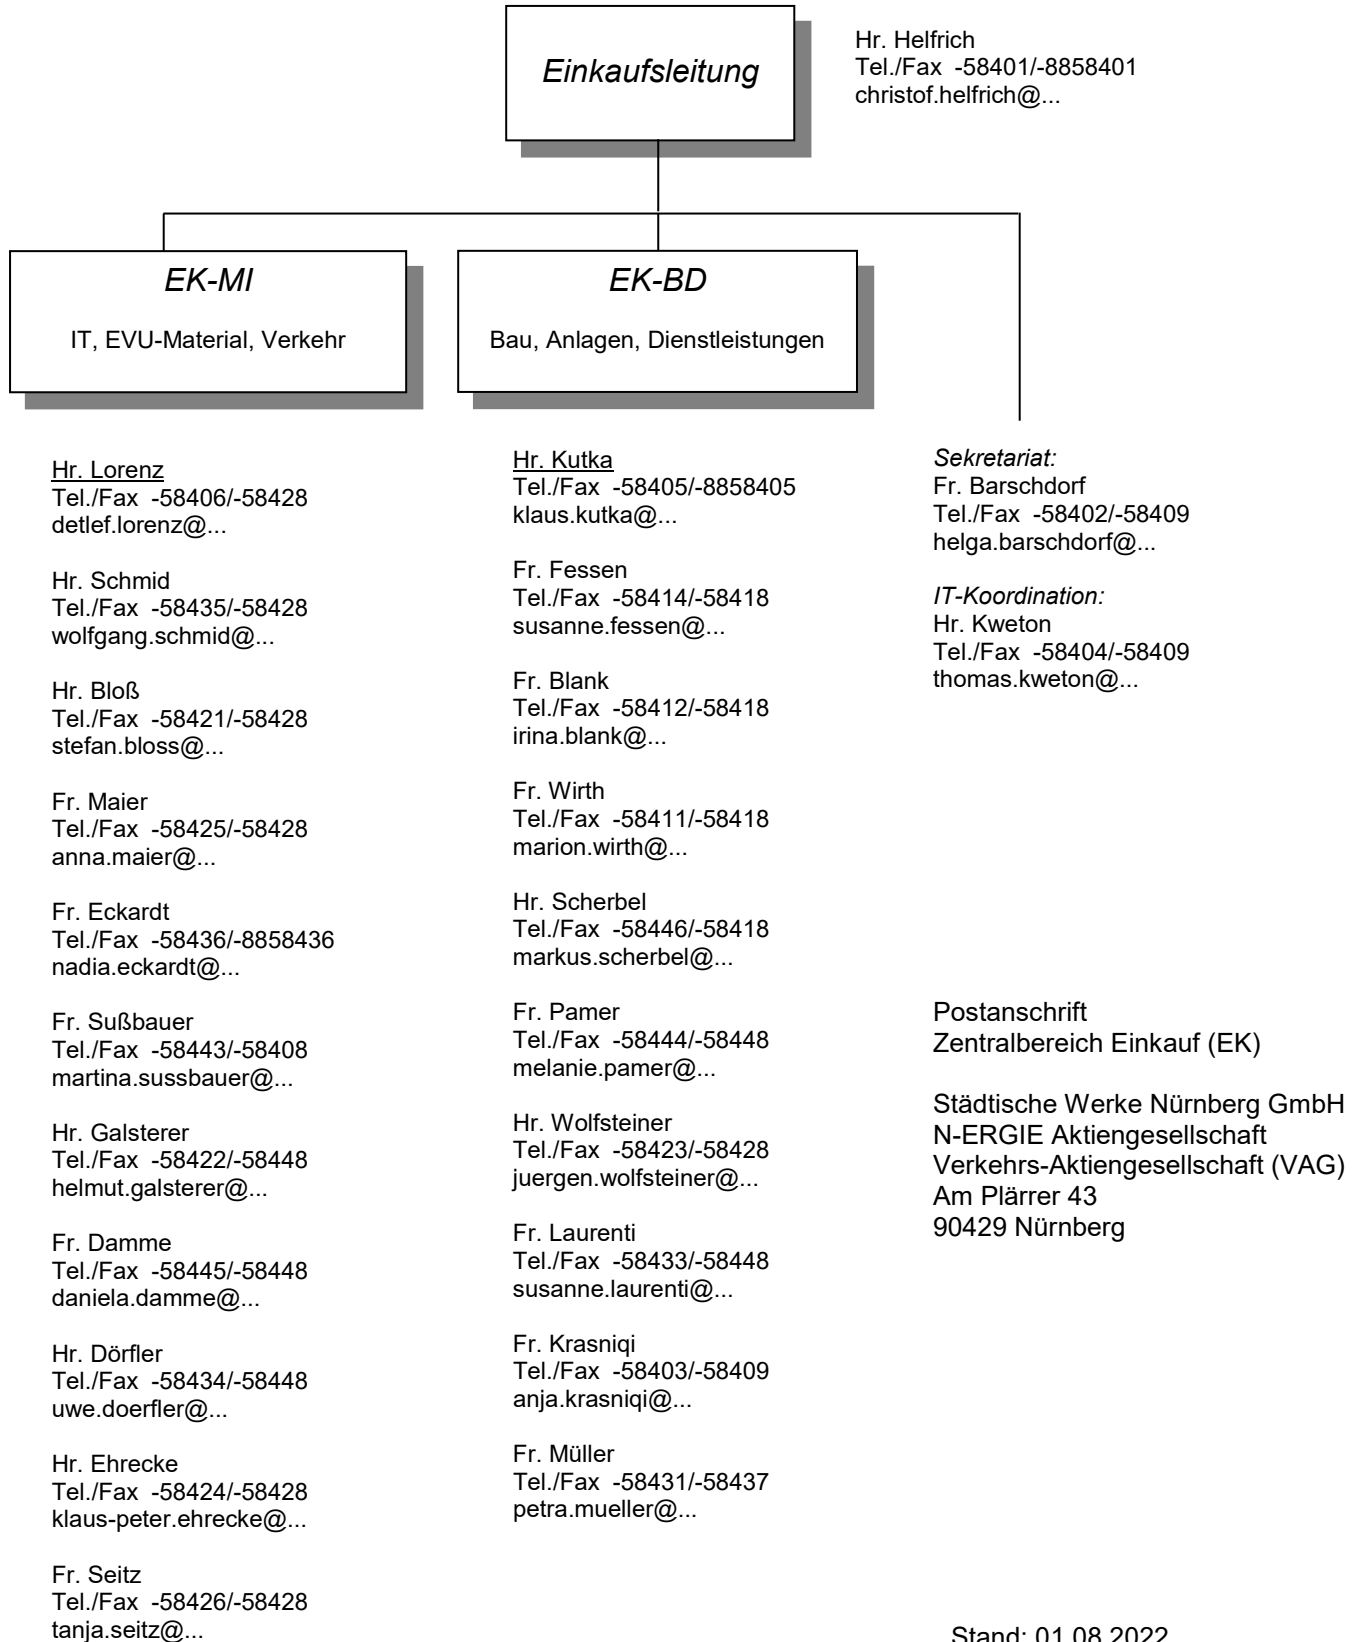 Einkaufsleitung
Hr. Helfrich
Tel./Fax -58401/-8858401
christof.helfrich@...
EK-MI
IT, EVU-Material, Verkehr
EK-BD
Bau, Anlagen, Dienstleistungen
Hr. Lorenz
Tel./Fax -58406/-58428
detlef.lorenz@...
Hr. Schmid
Tel./Fax -58435/-58428
wolfgang.schmid@...
Hr. Bloß
Tel./Fax -58421/-58428
stefan.bloss@...
Fr. Maier
Tel./Fax -58425/-58428
anna.maier@...
Fr. Eckardt
Tel./Fax -58436/-8858436
nadia.eckardt@...
Fr. Sußbauer
Tel./Fax -58443/-58408
martina.sussbauer@...
Hr. Galsterer
Tel./Fax -58422/-58448
helmut.galsterer@...
Fr. Damme
Tel./Fax -58445/-58448
daniela.damme@...
Hr. Dörfler
Tel./Fax -58434/-58448
uwe.doerfler@...
Hr. Ehrecke
Tel./Fax -58424/-58428
klaus-peter.ehrecke@...
Fr. Seitz
Tel./Fax -58426/-58428
tanja.seitz@...
Hr. Kutka
Tel./Fax -58405/-8858405
klaus.kutka@...
Fr. Fessen
Tel./Fax -58414/-58418
susanne.fessen@...
Fr. Blank
Tel./Fax -58412/-58418
irina.blank@...
Fr. Wirth
Tel./Fax -58411/-58418
marion.wirth@...
Hr. Scherbel
Tel./Fax -58446/-58418
markus.scherbel@...
Fr. Pamer
Tel./Fax -58444/-58448
melanie.pamer@...
Hr. Wolfsteiner
Tel./Fax -58423/-58428
juergen.wolfsteiner@...
Fr. Laurenti
Tel./Fax -58433/-58448
susanne.laurenti@...
Fr. Krasniqi
Tel./Fax -58403/-58409
anja.krasniqi@...
Fr. Müller
Tel./Fax -58431/-58437
petra.mueller@...
Sekretariat:
Fr. Barschdorf
Tel./Fax -58402/-58409
helga.barschdorf@...
IT-Koordination:
Hr. Kweton
Tel./Fax -58404/-58409
thomas.kweton@...
Postanschrift
Zentralbereich Einkauf (EK)
Städtische Werke Nürnberg GmbH
N-ERGIE Aktiengesellschaft
Verkehrs-Aktiengesellschaft (VAG)
Am Plärrer 43
90429 Nürnberg
Stand: 01.08.2022